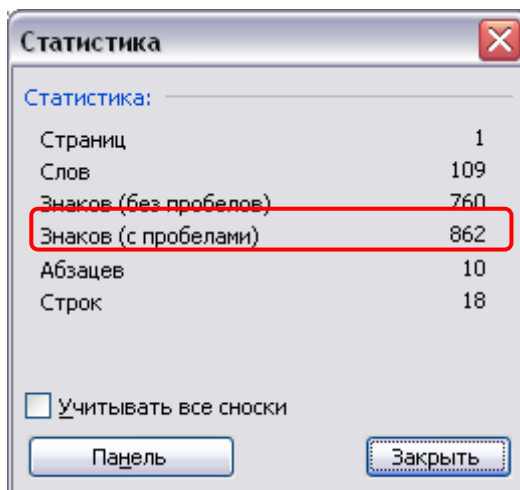 Статистика
Статистика:
Страниц 1
Слов 109
Знаков (без пробелов) 760
Знаков (с пробелами) 862
Абзацев 10
Строк 18
Учитывать все сноски
Панель Закрыть